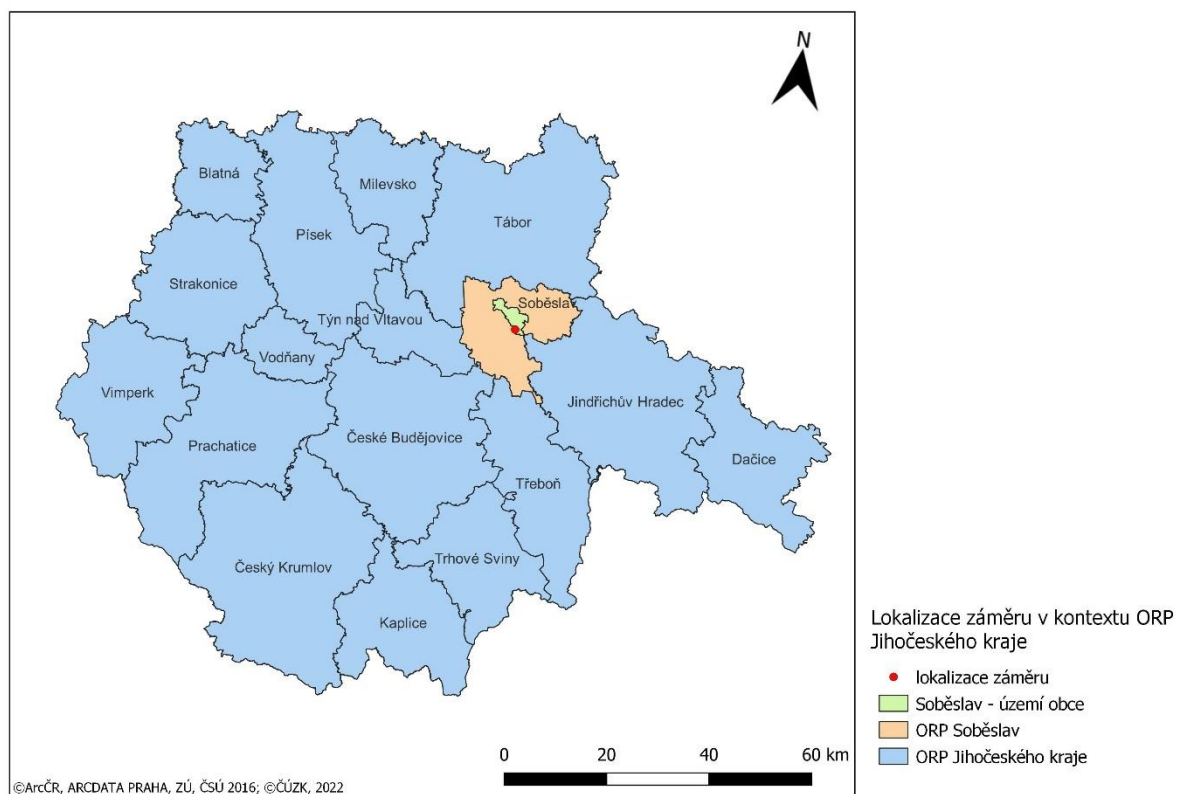 N
Blatná
Milevsko
Tábor
Písek
Strakonice
Soběslav
Týn nad Vltavou
Vodňany
Vimperk
Jindřichův Hradec
České Budějovice
Prachatice
Dačice
Třeboň
Trhové Sviny
Český Krumlov
Kaplice
0 20 40 60 km
©ArcČR, ARCDATA PRAHA, ZÚ, ČSÚ 2016; ©ČÚZK, 2022
Lokalizace záměru v kontextu ORP
Jihočeského kraje
lokalizace záměru
Soběslav - území obce
ORP Soběslav
ORP Jihočeského kraje